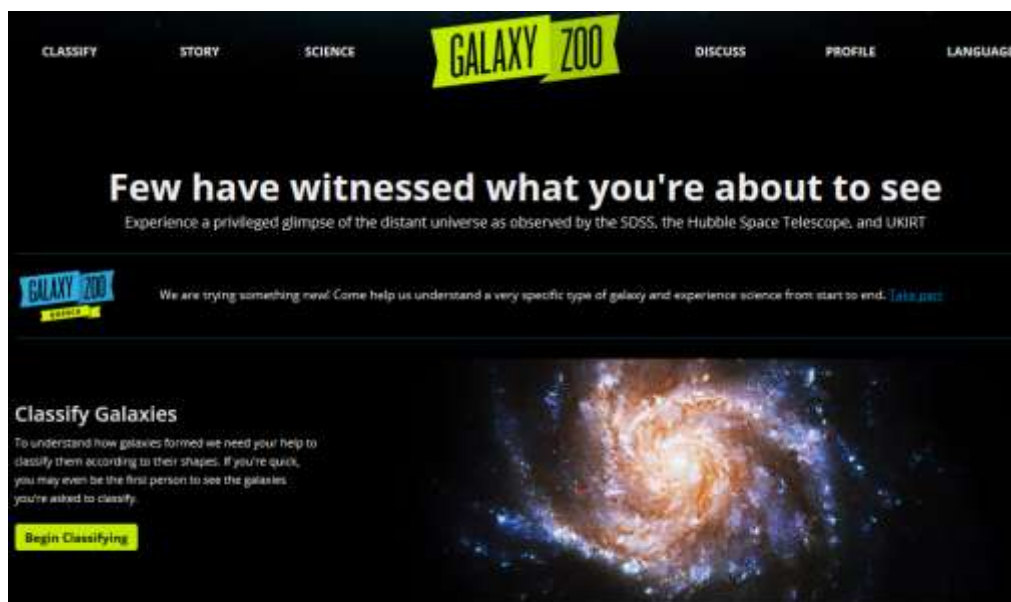 CLASSIFY STORY SCIENCE GALAXY ZOO DISCUSS PROFILE LANGUAGE
Few have witnessed what you're about to see
Experience a privileged glimpse of the distant universe as observed by the SDSS, the Hubble Space Telescope, and UKIRT
GALAXY ZOO
We are trying something new! Come help us understand a very specific type of galaxy and experience science from start to end. Take part
Classify Galaxies
To understand how galaxies formed we need your help to
classify them according to their shapes. If you're quick,
you may even be the first person to see the galaxies
you're asked to classify.
Begin Classifying